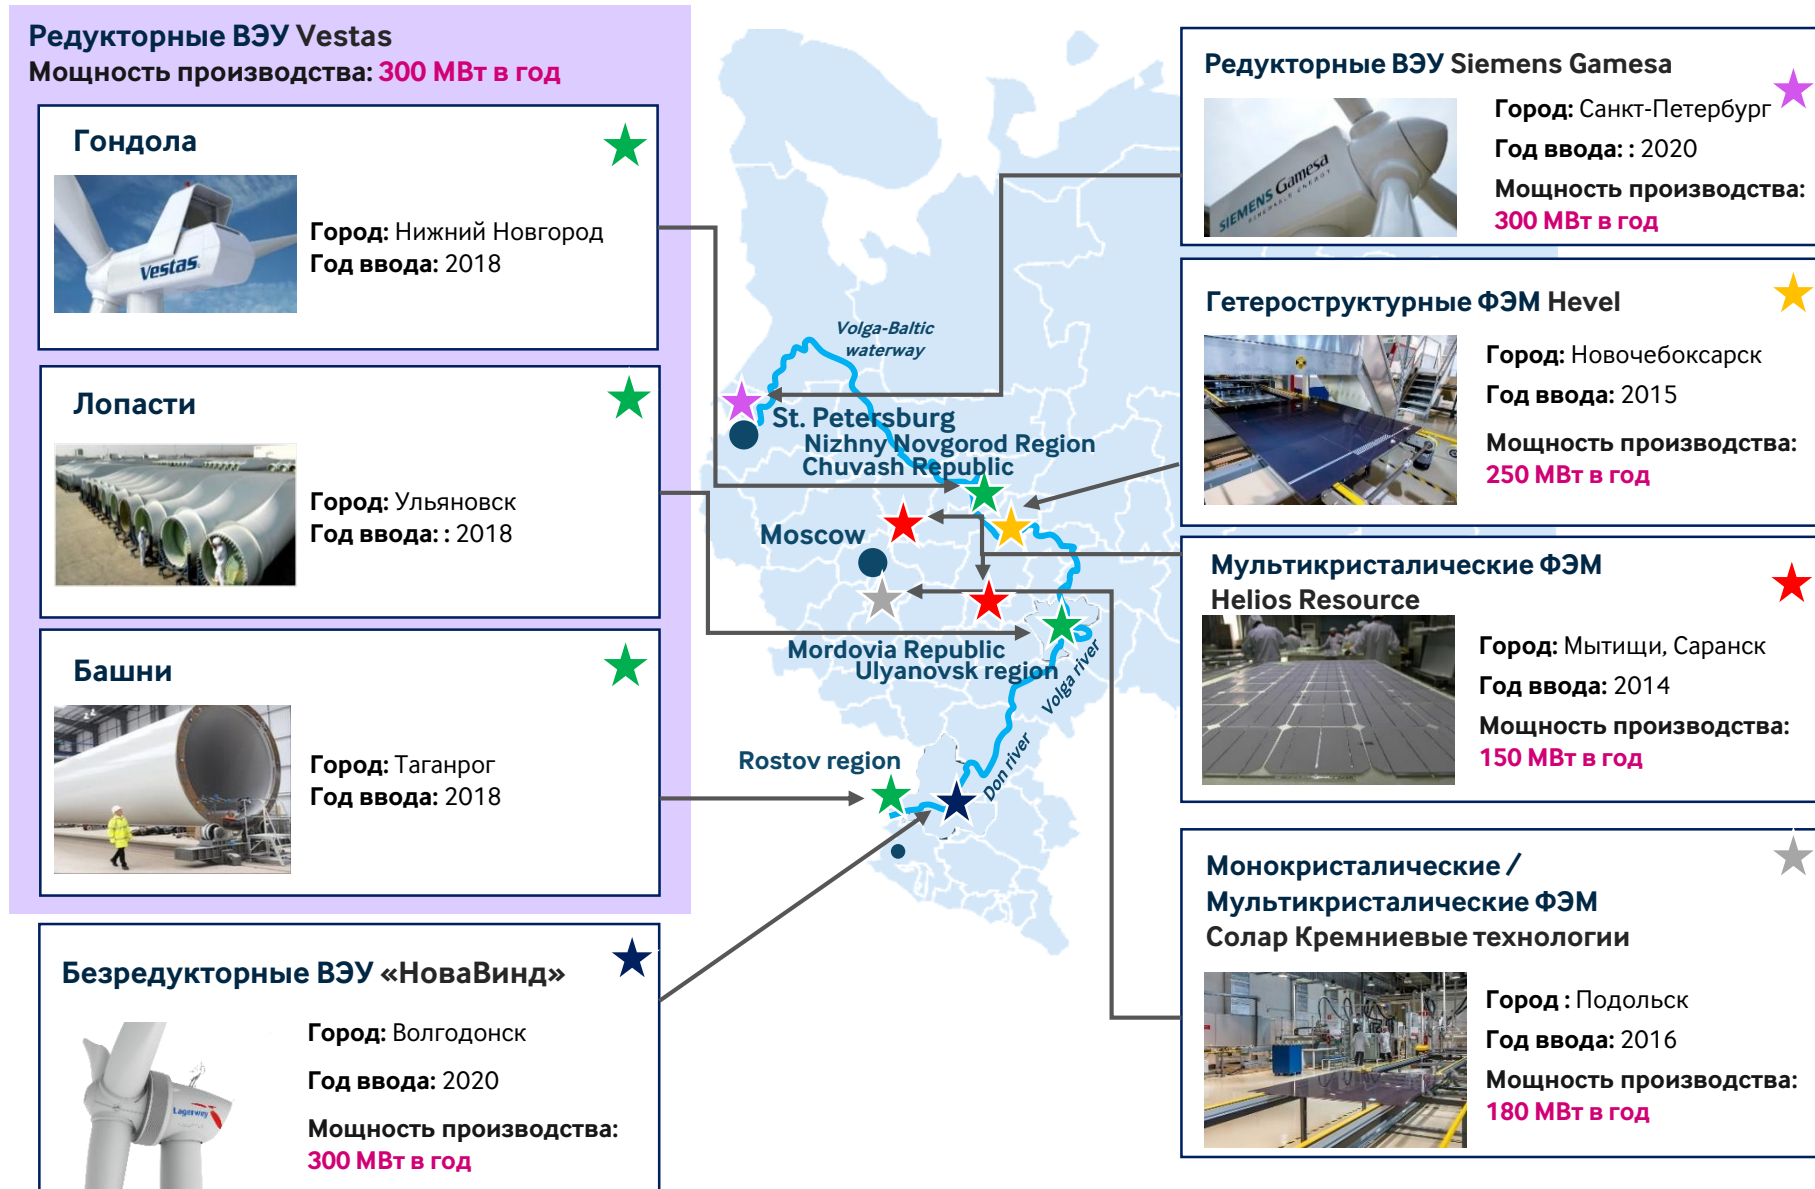 Редукторные ВЭУ Vestas
Мощность производства: 300 МВт в год
Гондола
Vestas
Город: Нижний Новгород
Год ввода: 2018
Лопасти
Город: Ульяновск
Год ввода: : 2018
Башни
Город: Таганрог
Год ввода: 2018
Безредукторные ВЭУ «НоваВинд»
Lagerwey
Город: Волгодонск
Год ввода: 2020
Мощность производства:
300 МВт в год
Volga-Baltic
waterway
St. Petersburg
Nizhny Novgorod Region
Chuvash Republic
Moscow
Mordovia Republic
Ulyanovsk region
Volga river
Rostov region
Don river
Редукторные ВЭУ Siemens Gamesa
SIEMENS Gamesa
RENEWABLE ENERGY
Город: Санкт-Петербург
Год ввода: : 2020
Мощность производства:
300 МВт в год
Гетероструктурные ФЭМ Hevel
Город: Новочебоксарск
Год ввода: 2015
Мощность производства:
250 МВт в год
Мультикристалические ФЭМ
Helios Resource
Город: Мытищи, Саранск
Год ввода: 2014
Мощность производства:
150 МВт в год
Монокристалические /
Мультикристалические ФЭМ
Солар Кремниевые технологии
Город : Подольск
Год ввода: 2016
Мощность производства:
180 МВт в год